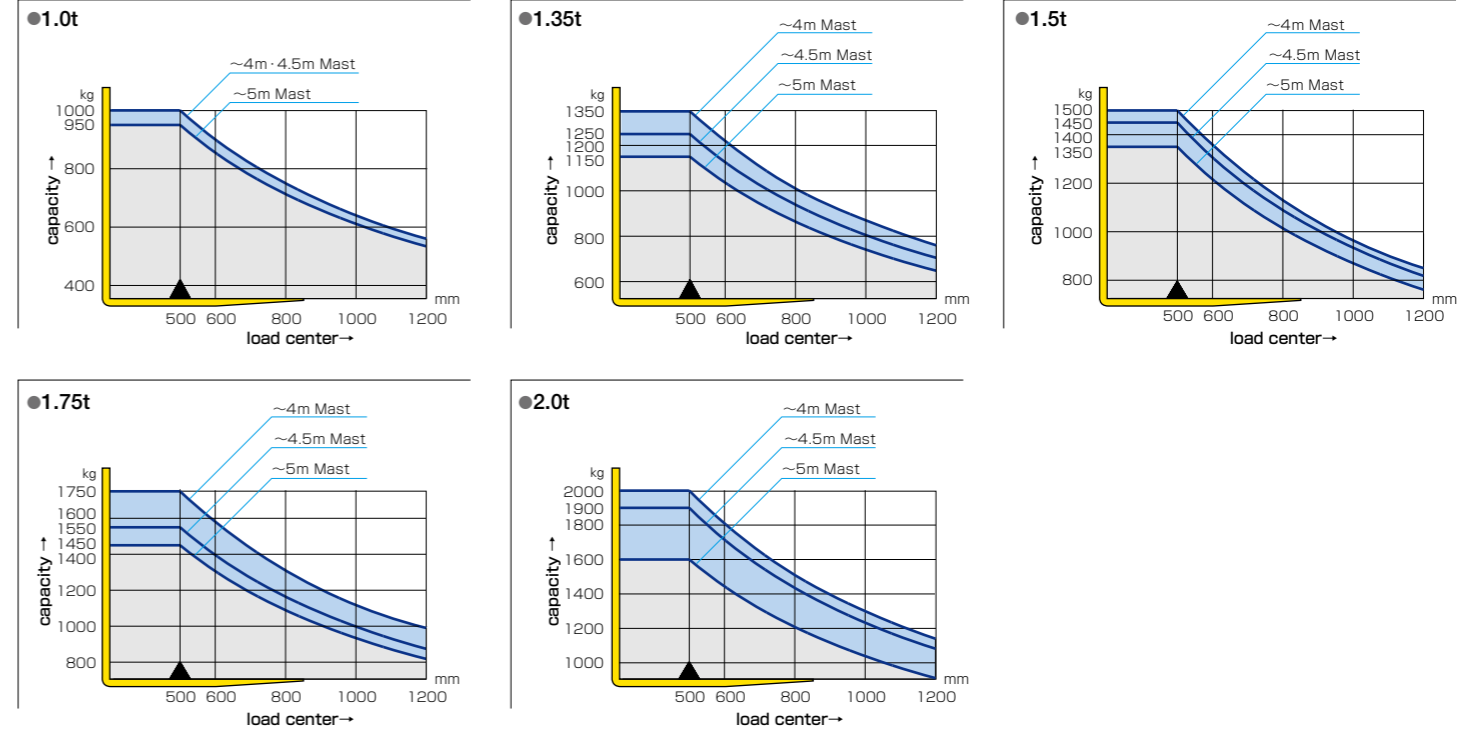 ●1.0t
～4m·4.5m Mast
～5m Mast
kg
1000
950
800
600
400
capacity →
500 600 800 1000 1200
mm
load center→
●1.35t
～4m Mast
～4.5m Mast
～5m Mast
kg
1350
1250
1200
1150
1000
800
600
capacity →
500 600 800 1000 1200
mm
load center→
●1.5t
～4m Mast
～4.5m Mast
～5m Mast
kg
1500
1450
1400
1350
1200
1000
800
capacity →
500 600 800 1000 1200
mm
load center→
●1.75t
～4m Mast
～4.5m Mast
～5m Mast
kg
1750
1600
1550
1450
1400
1200
1000
800
capacity →
500 600 800 1000 1200
mm
load center→
●2.0t
～4m Mast
～4.5m Mast
～5m Mast
kg
2000
1900
1800
1600
1400
1200
1000
capacity →
500 600 800 1000 1200
mm
load center→